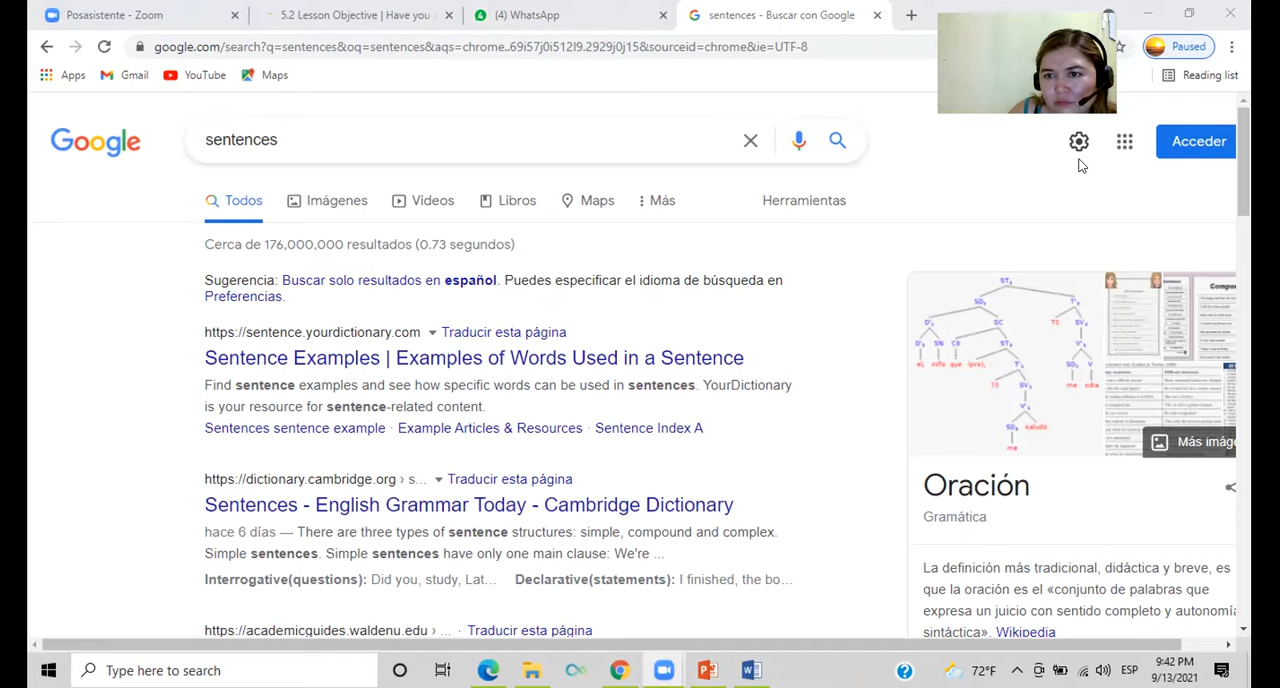 Posasistente - Zoom
5.2 Lesson Objective | Have you
(4) WhatsApp
sentences - Buscar con Google
google.com/search?q=sentences&oq=sentences&aqs=chrome..69i57j0i512l9.2929j0j15&sourceid=chrome&ie=UTF-8
Paused
Apps
Gmail
YouTube
Maps
Reading list
Google
sentences
Acceder
Todos
Imágenes
Videos
Libros
Maps
Más
Herramientas
Cerca de 176,000,000 resultados (0.73 segundos)
Sugerencia: Buscar solo resultados en español. Puedes especificar el idioma de búsqueda en
Preferencias.
https://sentence.yourdictionary.com
Traducir esta página
Sentence Examples | Examples of Words Used in a Sentence
Find sentence examples and see how specific words can be used in sentences. YourDictionary
is your resource for sentence-related content.
Sentences sentence example · Example Articles & Resources · Sentence Index A
https://dictionary.cambridge.org › s...
Traducir esta página
Sentences - English Grammar Today - Cambridge Dictionary
hace 6 días — There are three types of sentence structures: simple, compound and complex.
Simple sentences. Simple sentences have only one main clause: We're ...
Interrogative(questions): Did you, study, Lat...
Declarative(statements): I finished, the bo...
https://academicguides.waldenu.edu › ...
Traducir esta página
Más imág
Oración
Gramática
La definición más tradicional, didáctica y breve, es
que la oración es el «conjunto de palabras que
expresa un juicio con sentido completo y autonomí
sintáctica». Wikipedia
Type here to search
72°F
ESP
9:42 PM
9/13/2021